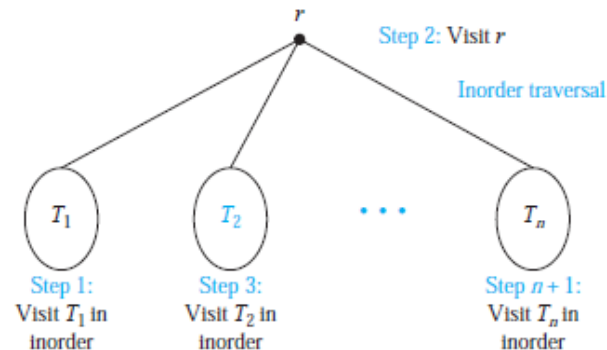 r
Step 2: Visit r
Inorder traversal
T₁
T₂
• • •
Tₙ
Step 1:
Visit T₁ in
inorder
Step 3:
Visit T₂ in
inorder
Step n + 1:
Visit Tₙ in
inorder